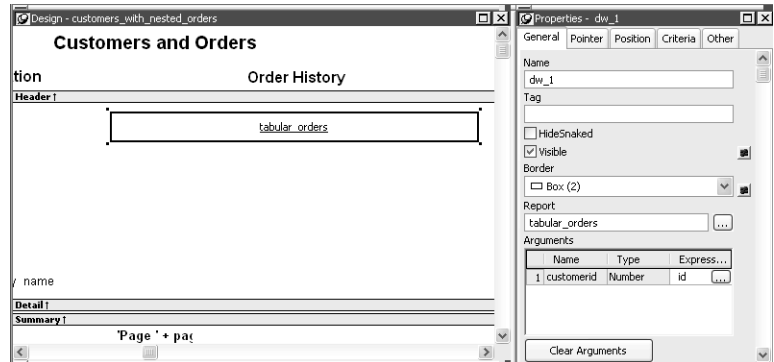 Design - customers_with_nested_orders
Customers and Orders
tion
Order History
Header ↑
tabular_orders
y name
Detail ↑
Summary ↑
'Page ' + pag
Properties - dw_1
General Pointer Position Criteria Other
Name
dw_1
Tag
HideSnaked
Visible
Border
Box (2)
Report
tabular_orders
...
Arguments
Name Type Express...
1 customerid Number id ...
Clear Arguments